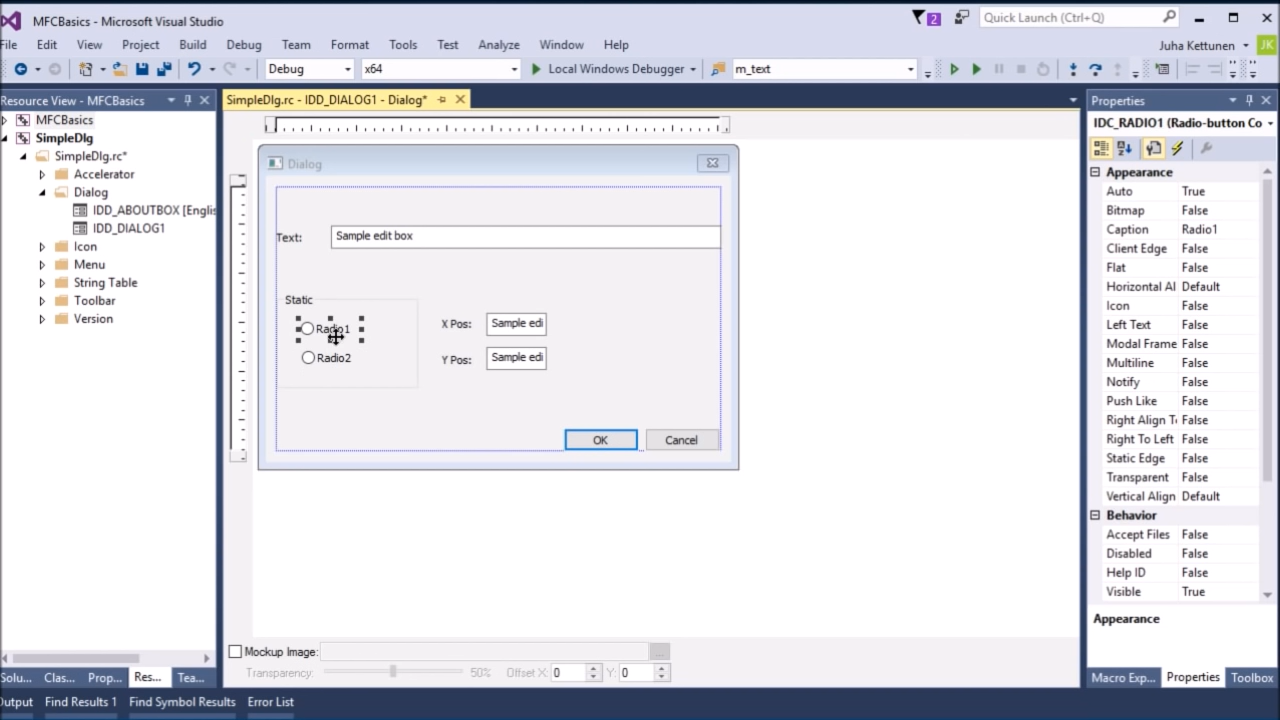 MFCBasics - Microsoft Visual Studio
2
Quick Launch (Ctrl+Q)
File Edit View Project Build Debug Team Format Tools Test Analyze Window Help
Juha Kettunen JK
Debug x64 Local Windows Debugger m_text
Resource View - MFCBasics
MFCBasics
SimpleDlg
SimpleDlg.rc*
Accelerator
Dialog
IDD_ABOUTBOX [Englis
IDD_DIALOG1
Icon
Menu
String Table
Toolbar
Version
Solu... Clas... Prop... Res... Tea...
SimpleDlg.rc - IDD_DIALOG1 - Dialog*
Dialog
Text: Sample edit box
Static
Radio1
Radio2
X Pos: Sample edi
Y Pos: Sample edi
OK Cancel
Mockup Image: ...
Transparency: 50% Offset X: 0 Y: 0
Properties
IDC_RADIO1 (Radio-button Co
Appearance
Auto True
Bitmap False
Caption Radio1
Client Edge False
Flat False
Horizontal Al Default
Icon False
Left Text False
Modal Frame False
Multiline False
Notify False
Push Like False
Right Align T False
Right To Left False
Static Edge False
Transparent False
Vertical Align Default
Behavior
Accept Files False
Disabled False
Help ID False
Visible True
Appearance
Macro Exp... Properties Toolbox
Output Find Results 1 Find Symbol Results Error List